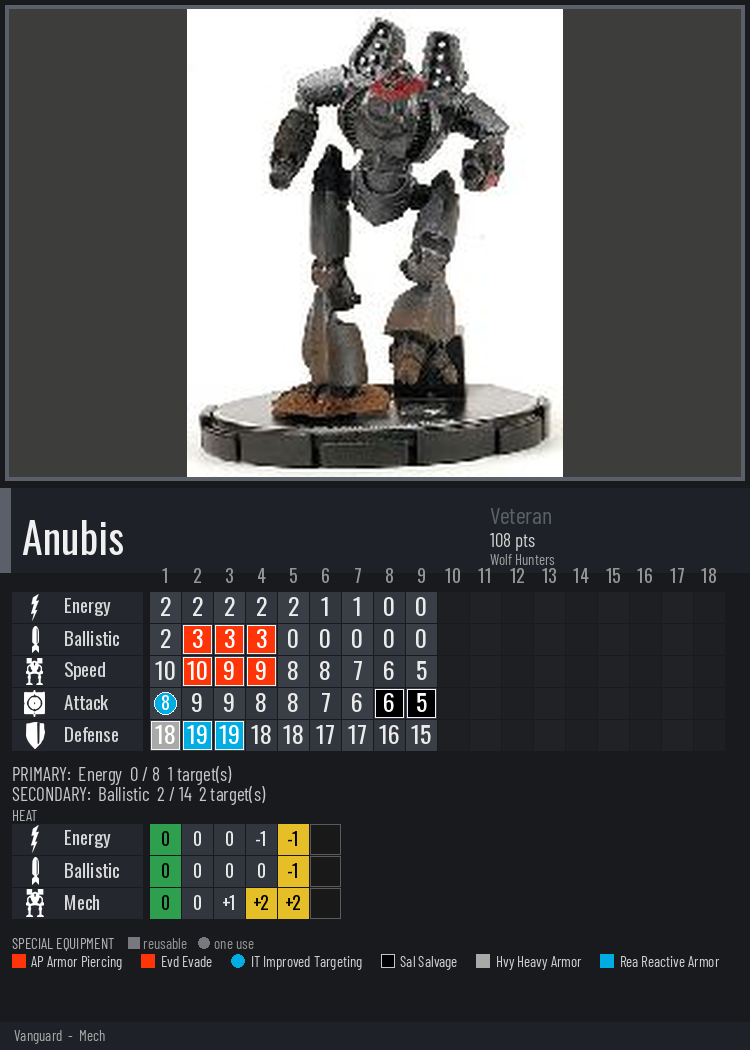 Anubis
Veteran
108 pts
Wolf Hunters
1 2 3 4 5 6 7 8 9 10 11 12 13 14 15 16 17 18
Energy 2 2 2 2 2 1 1 0 0
Ballistic 2 3 3 3 0 0 0 0 0
Speed 10 10 9 9 8 8 7 6 5
Attack 8 9 9 8 8 7 6 6 5
Defense 18 19 19 18 18 17 17 16 15
PRIMARY: Energy 0 / 8 1 target(s)
SECONDARY: Ballistic 2 / 14 2 target(s)
HEAT
Energy 0 0 0 -1 -1
Ballistic 0 0 0 0 -1
Mech 0 0 +1 +2 +2
SPECIAL EQUIPMENT reusable one use
AP Armor Piercing Evd Evade IT Improved Targeting Sal Salvage Hvy Heavy Armor Rea Reactive Armor
Vanguard - Mech